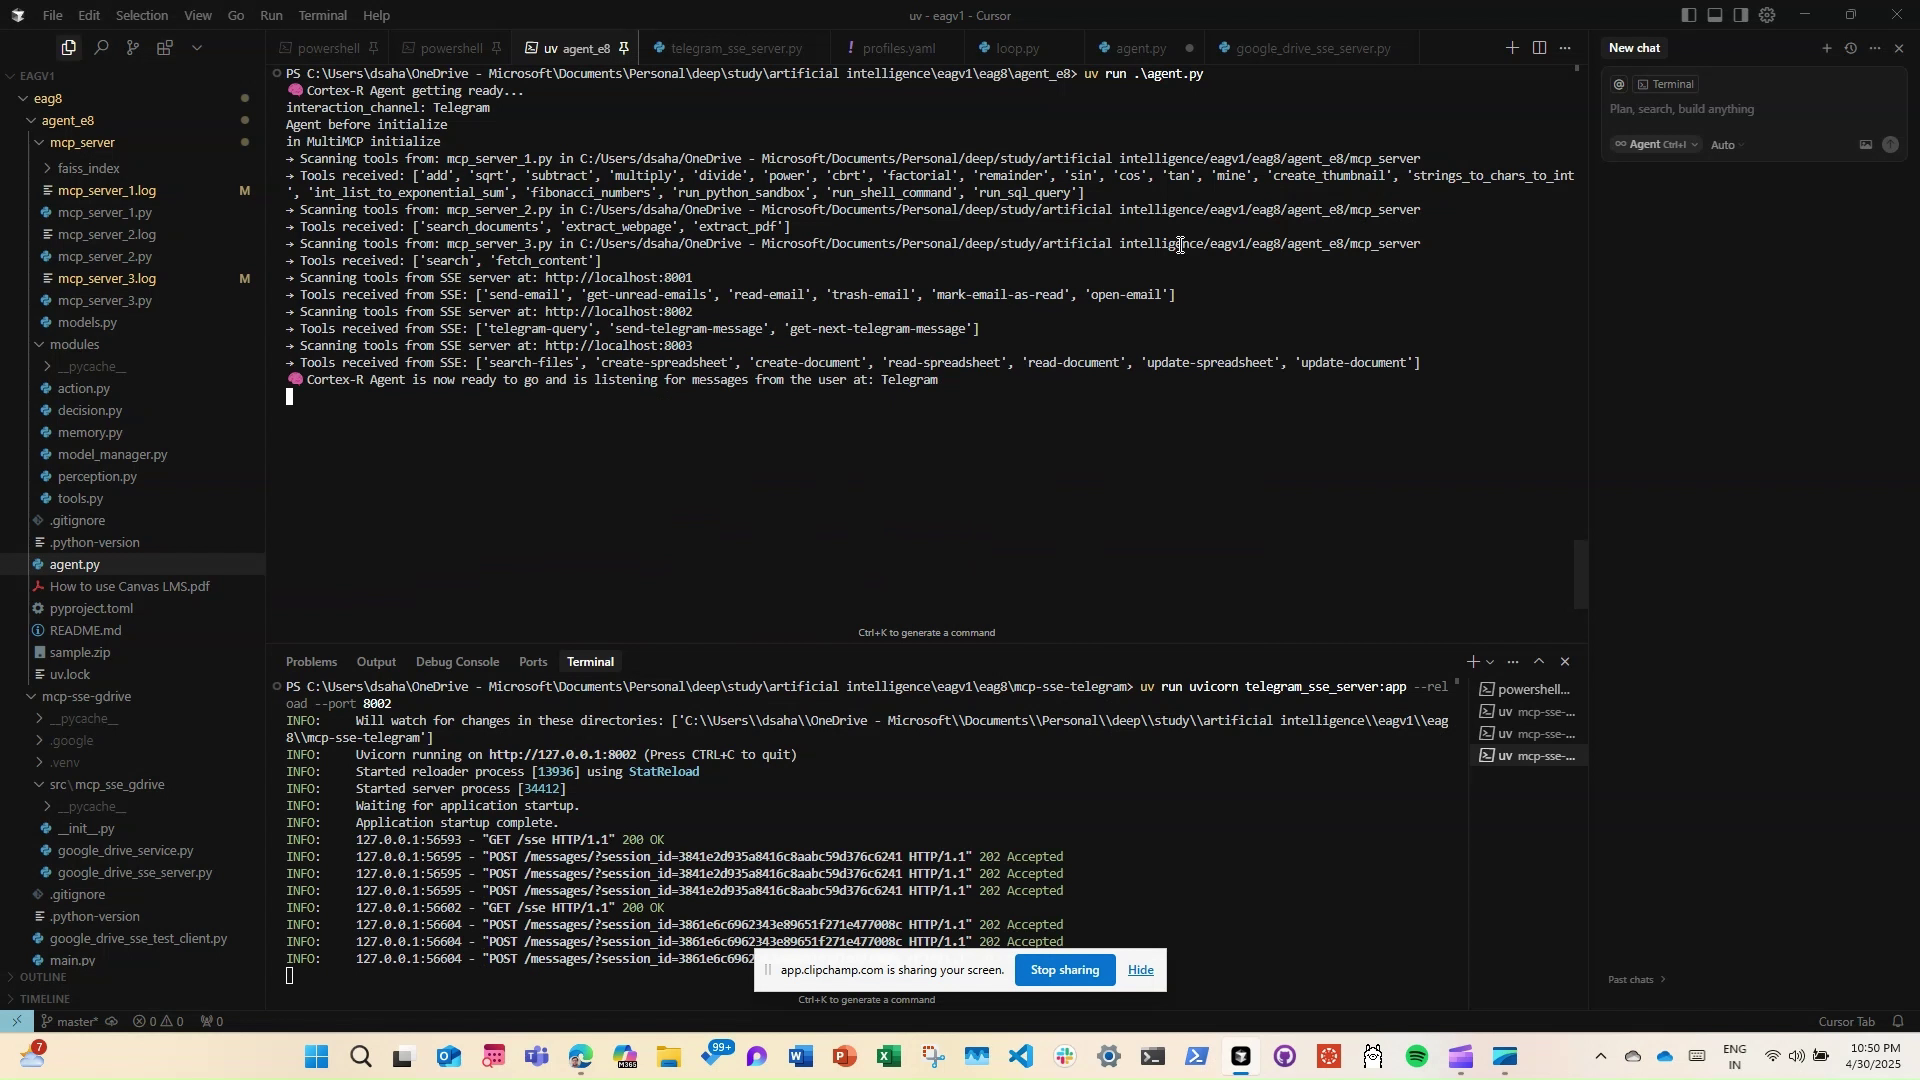 File Edit Selection View Go Run Terminal Help
uv - eagv1 - Cursor
powershell
powershell
uv agent_e8
telegram_sse_server.py
profiles.yaml
loop.py
agent.py
google_drive_sse_server.py
EAGV1
eag8
agent_e8
mcp_server
faiss_index
mcp_server_1.log M
mcp_server_1.py
mcp_server_2.log
mcp_server_2.py
mcp_server_3.log M
mcp_server_3.py
models.py
modules
__pycache__
action.py
decision.py
memory.py
model_manager.py
perception.py
tools.py
.gitignore
.python-version
agent.py
How to use Canvas LMS.pdf
pyproject.toml
README.md
sample.zip
uv.lock
mcp-sse-gdrive
__pycache__
.google
.venv
src\mcp_sse_gdrive
__pycache__
__init__.py
google_drive_service.py
google_drive_sse_server.py
.gitignore
.python-version
google_drive_sse_test_client.py
main.py
OUTLINE
TIMELINE
PS C:\Users\dsaha\OneDrive - Microsoft\Documents\Personal\deep\study\artificial intelligence\eagv1\eag8\agent_e8> uv run .\agent.py
Cortex-R Agent getting ready...
interaction_channel: Telegram
Agent before initialize
in MultiMCP initialize
→ Scanning tools from: mcp_server_1.py in C:/Users/dsaha/OneDrive - Microsoft/Documents/Personal/deep/study/artificial intelligence/eagv1/eag8/agent_e8/mcp_server
→ Tools received: ['add', 'sqrt', 'subtract', 'multiply', 'divide', 'power', 'cbrt', 'factorial', 'remainder', 'sin', 'cos', 'tan', 'mine', 'create_thumbnail', 'strings_to_chars_to_int
', 'int_list_to_exponential_sum', 'fibonacci_numbers', 'run_python_sandbox', 'run_shell_command', 'run_sql_query']
→ Scanning tools from: mcp_server_2.py in C:/Users/dsaha/OneDrive - Microsoft/Documents/Personal/deep/study/artificial intelligence/eagv1/eag8/agent_e8/mcp_server
→ Tools received: ['search_documents', 'extract_webpage', 'extract_pdf']
→ Scanning tools from: mcp_server_3.py in C:/Users/dsaha/OneDrive - Microsoft/Documents/Personal/deep/study/artificial intelligence/eagv1/eag8/agent_e8/mcp_server
→ Tools received: ['search', 'fetch_content']
→ Scanning tools from SSE server at: http://localhost:8001
→ Tools received from SSE: ['send-email', 'get-unread-emails', 'read-email', 'trash-email', 'mark-email-as-read', 'open-email']
→ Scanning tools from SSE server at: http://localhost:8002
→ Tools received from SSE: ['telegram-query', 'send-telegram-message', 'get-next-telegram-message']
→ Scanning tools from SSE server at: http://localhost:8003
→ Tools received from SSE: ['search-files', 'create-spreadsheet', 'create-document', 'read-spreadsheet', 'read-document', 'update-spreadsheet', 'update-document']
Cortex-R Agent is now ready to go and is listening for messages from the user at: Telegram
Ctrl+K to generate a command
Problems Output Debug Console Ports Terminal
PS C:\Users\dsaha\OneDrive - Microsoft\Documents\Personal\deep\study\artificial intelligence\eagv1\eag8\mcp-sse-telegram> uv run uvicorn telegram_sse_server:app --rel
oad --port 8002
INFO: Will watch for changes in these directories: ['C:\\Users\\dsaha\\OneDrive - Microsoft\\Documents\\Personal\\deep\\study\\artificial intelligence\\eagv1\\eag
8\\mcp-sse-telegram']
INFO: Uvicorn running on http://127.0.0.1:8002 (Press CTRL+C to quit)
INFO: Started reloader process [13936] using StatReload
INFO: Started server process [34412]
INFO: Waiting for application startup.
INFO: Application startup complete.
INFO: 127.0.0.1:56593 - "GET /sse HTTP/1.1" 200 OK
INFO: 127.0.0.1:56595 - "POST /messages/?session_id=3841e2d935a8416c8aabc59d376c6241 HTTP/1.1" 202 Accepted
INFO: 127.0.0.1:56595 - "POST /messages/?session_id=3841e2d935a8416c8aabc59d376c6241 HTTP/1.1" 202 Accepted
INFO: 127.0.0.1:56595 - "POST /messages/?session_id=3841e2d935a8416c8aabc59d376c6241 HTTP/1.1" 202 Accepted
INFO: 127.0.0.1:56602 - "GET /sse HTTP/1.1" 200 OK
INFO: 127.0.0.1:56604 - "POST /messages/?session_id=3861e6c6962343e89651f271e477008c HTTP/1.1" 202 Accepted
INFO: 127.0.0.1:56604 - "POST /messages/?session_id=3861e6c6962343e89651f271e477008c HTTP/1.1" 202 Accepted
INFO: 127.0.0.1:56604 - "POST /messages/?session_id=3861e6c6962
app.clipchamp.com is sharing your screen. Stop sharing Hide
Ctrl+K to generate a command
powershell...
uv mcp-sse-...
uv mcp-sse-...
uv mcp-sse-...
New chat
@ Terminal
Plan, search, build anything
Agent Ctrl+I Auto
Past chats
master* 0 0 0
Cursor Tab
7
99+
M365
ENG
IN
10:50 PM
4/30/2025